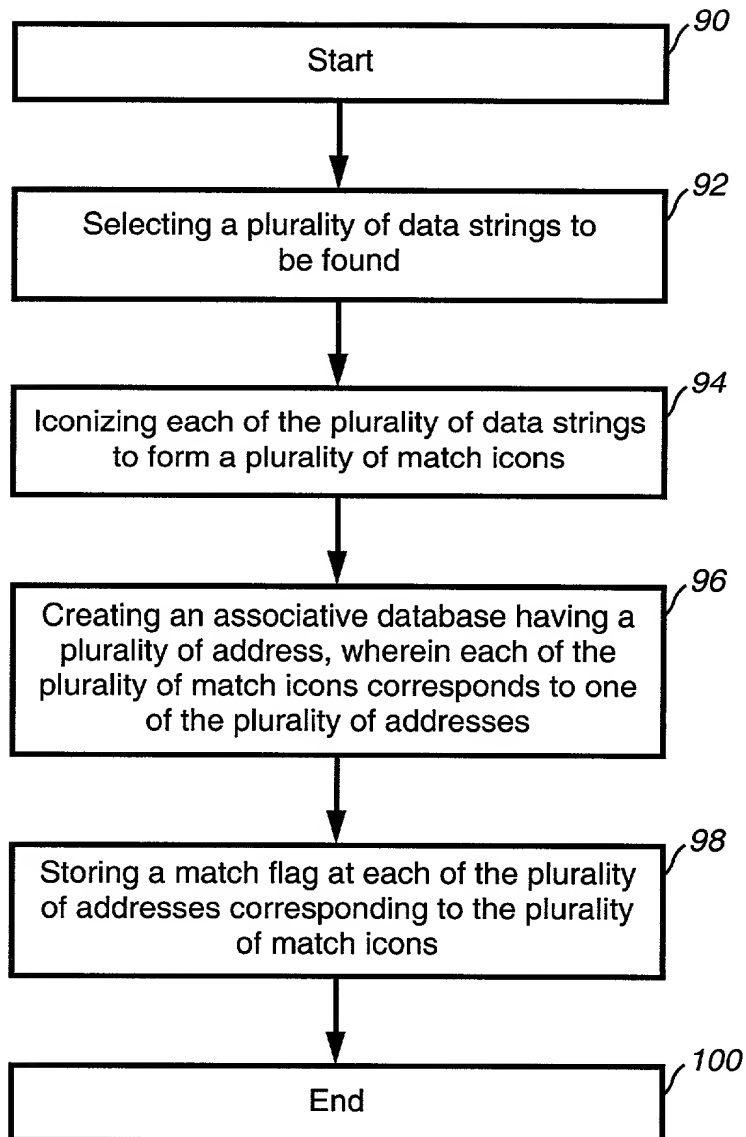 90
Start
92
Selecting a plurality of data strings to
be found
94
Iconizing each of the plurality of data strings
to form a plurality of match icons
96
Creating an associative database having a
plurality of address, wherein each of the
plurality of match icons corresponds to one
of the plurality of addresses
98
Storing a match flag at each of the plurality
of addresses corresponding to the plurality
of match icons
100
End